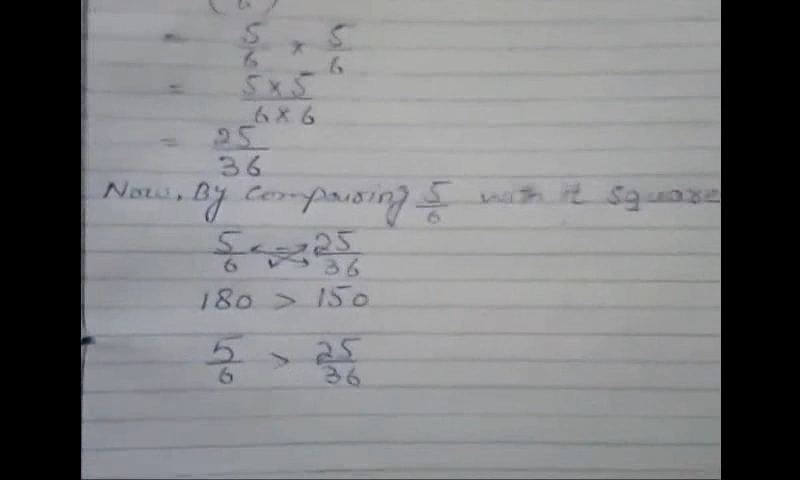 = 5/6 × 5/6
= 5×5/6×6
= 25/36
Now, By comparing 5/6 with it square
5/6 25/36
180 > 150
5/6 > 25/36